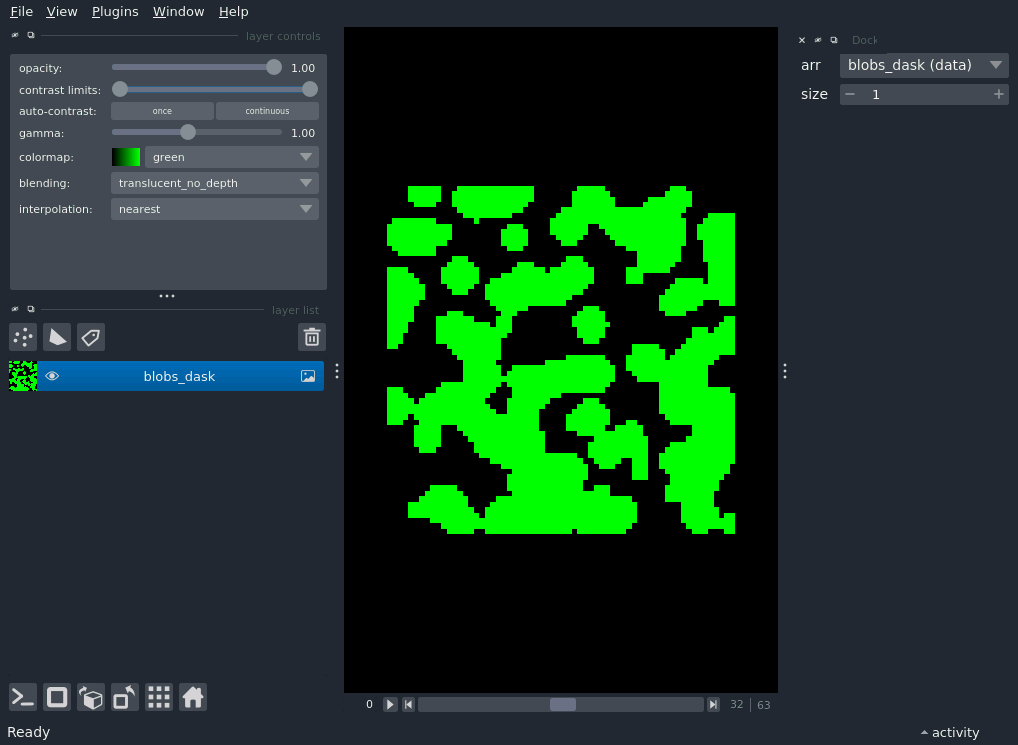 File View Plugins Window Help
layer controls
opacity: 1.00
contrast limits:
auto-contrast: once continuous
gamma: 1.00
colormap: green
blending: translucent_no_depth
interpolation: nearest
layer list
blobs_dask
0 32 | 63
Dock
arr blobs_dask (data)
size − 1 +
Ready
activity